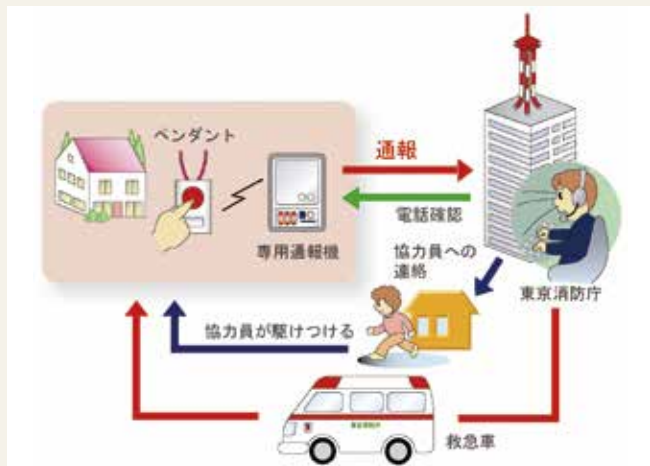 ペンダント
通報
電話確認
専用通報機
協力員への
連絡
東京消防庁
協力員が駆けつける
救急車